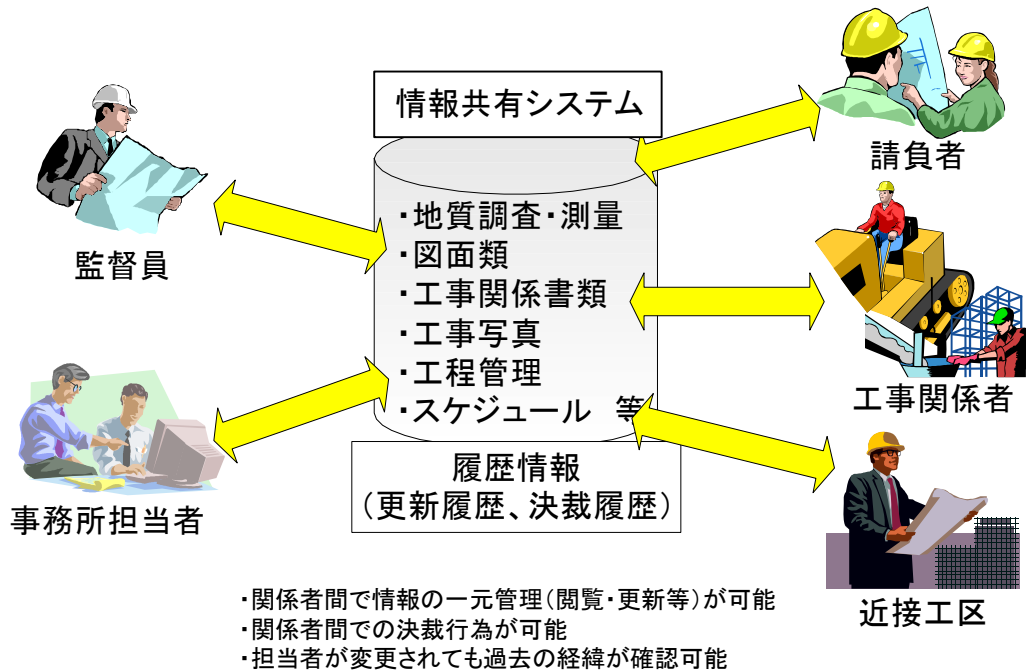 情報共有システム
・地質調査・測量
・図面類
・工事関係書類
・工事写真
・工程管理
・スケジュール 等
履歴情報
(更新履歴、決裁履歴)
監督員
事務所担当者
請負者
工事関係者
近接工区
・関係者間で情報の一元管理(閲覧・更新等)が可能
・関係者間での決裁行為が可能
・担当者が変更されても過去の経緯が確認可能